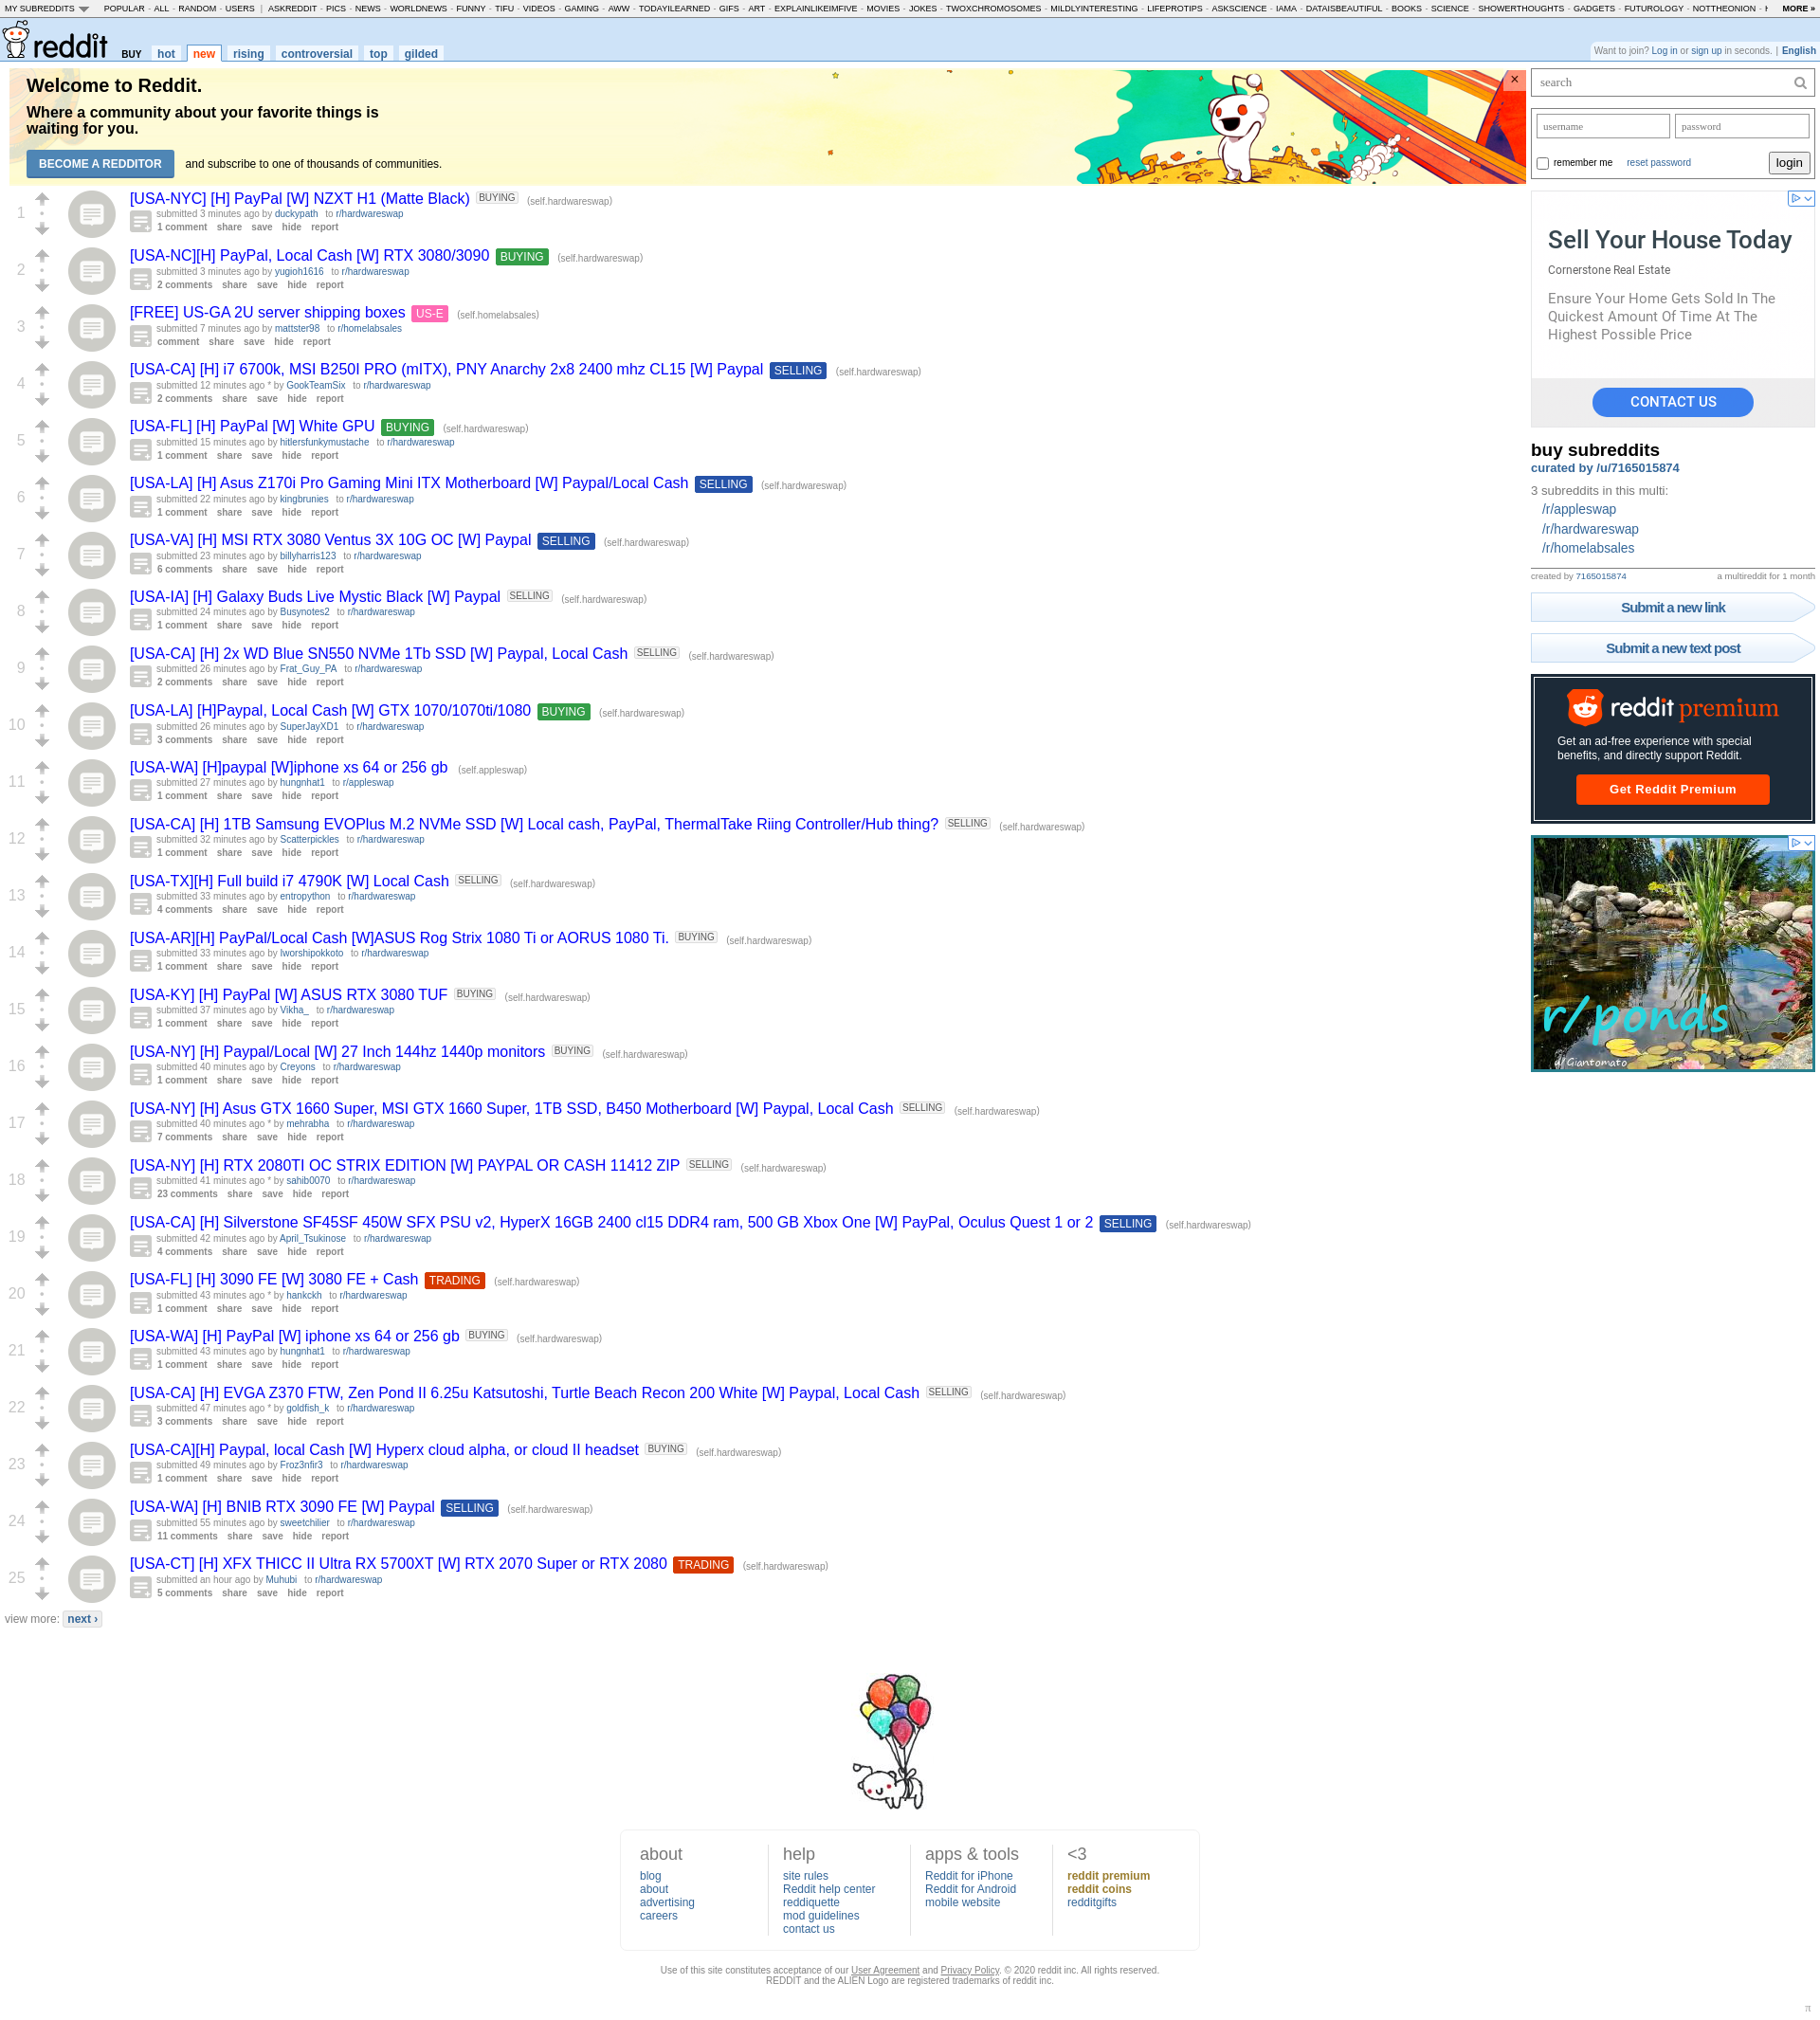 MY SUBREDDITS POPULAR - ALL - RANDOM - USERS | ASKREDDIT - PICS - NEWS - WORLDNEWS - FUNNY - TIFU - VIDEOS - GAMING - AWW - TODAYILEARNED - GIFS - ART - EXPLAINLIKEIMFIVE - MOVIES - JOKES - TWOXCHROMOSOMES - MILDLYINTERESTING - LIFEPROTIPS - ASKSCIENCE - IAMA - DATAISBEAUTIFUL - BOOKS - SCIENCE - SHOWERTHOUGHTS - GADGETS - FUTUROLOGY - NOTTHEONION - MORE »
reddit BUY hot new rising controversial top gilded
Want to join? Log in or sign up in seconds. | English
Welcome to Reddit.
Where a community about your favorite things is
waiting for you.
BECOME A REDDITOR and subscribe to one of thousands of communities.
1
[USA-NYC] [H] PayPal [W] NZXT H1 (Matte Black) BUYING (self.hardwareswap)
submitted 3 minutes ago by duckypath to r/hardwareswap
1 comment share save hide report
2
[USA-NC][H] PayPal, Local Cash [W] RTX 3080/3090 BUYING (self.hardwareswap)
submitted 3 minutes ago by yugioh1616 to r/hardwareswap
2 comments share save hide report
3
[FREE] US-GA 2U server shipping boxes US-E (self.homelabsales)
submitted 7 minutes ago by mattster98 to r/homelabsales
comment share save hide report
4
[USA-CA] [H] i7 6700k, MSI B250I PRO (mITX), PNY Anarchy 2x8 2400 mhz CL15 [W] Paypal SELLING (self.hardwareswap)
submitted 12 minutes ago * by GookTeamSix to r/hardwareswap
2 comments share save hide report
5
[USA-FL] [H] PayPal [W] White GPU BUYING (self.hardwareswap)
submitted 15 minutes ago by hitlersfunkymustache to r/hardwareswap
1 comment share save hide report
6
[USA-LA] [H] Asus Z170i Pro Gaming Mini ITX Motherboard [W] Paypal/Local Cash SELLING (self.hardwareswap)
submitted 22 minutes ago by kingbrunies to r/hardwareswap
1 comment share save hide report
7
[USA-VA] [H] MSI RTX 3080 Ventus 3X 10G OC [W] Paypal SELLING (self.hardwareswap)
submitted 23 minutes ago by billyharris123 to r/hardwareswap
6 comments share save hide report
8
[USA-IA] [H] Galaxy Buds Live Mystic Black [W] Paypal SELLING (self.hardwareswap)
submitted 24 minutes ago by Busynotes2 to r/hardwareswap
1 comment share save hide report
9
[USA-CA] [H] 2x WD Blue SN550 NVMe 1Tb SSD [W] Paypal, Local Cash SELLING (self.hardwareswap)
submitted 26 minutes ago by Frat_Guy_PA to r/hardwareswap
2 comments share save hide report
10
[USA-LA] [H]Paypal, Local Cash [W] GTX 1070/1070ti/1080 BUYING (self.hardwareswap)
submitted 26 minutes ago by SuperJayXD1 to r/hardwareswap
3 comments share save hide report
11
[USA-WA] [H]paypal [W]iphone xs 64 or 256 gb (self.appleswap)
submitted 27 minutes ago by hungnhat1 to r/appleswap
1 comment share save hide report
12
[USA-CA] [H] 1TB Samsung EVOPlus M.2 NVMe SSD [W] Local cash, PayPal, ThermalTake Riing Controller/Hub thing? SELLING (self.hardwareswap)
submitted 32 minutes ago by Scatterpickles to r/hardwareswap
1 comment share save hide report
13
[USA-TX][H] Full build i7 4790K [W] Local Cash SELLING (self.hardwareswap)
submitted 33 minutes ago by entropython to r/hardwareswap
4 comments share save hide report
14
[USA-AR][H] PayPal/Local Cash [W]ASUS Rog Strix 1080 Ti or AORUS 1080 Ti. BUYING (self.hardwareswap)
submitted 33 minutes ago by Iworshipokkoto to r/hardwareswap
1 comment share save hide report
15
[USA-KY] [H] PayPal [W] ASUS RTX 3080 TUF BUYING (self.hardwareswap)
submitted 37 minutes ago by Vikha_ to r/hardwareswap
1 comment share save hide report
16
[USA-NY] [H] Paypal/Local [W] 27 Inch 144hz 1440p monitors BUYING (self.hardwareswap)
submitted 40 minutes ago by Creyons to r/hardwareswap
1 comment share save hide report
17
[USA-NY] [H] Asus GTX 1660 Super, MSI GTX 1660 Super, 1TB SSD, B450 Motherboard [W] Paypal, Local Cash SELLING (self.hardwareswap)
submitted 40 minutes ago * by mehrabha to r/hardwareswap
7 comments share save hide report
18
[USA-NY] [H] RTX 2080TI OC STRIX EDITION [W] PAYPAL OR CASH 11412 ZIP SELLING (self.hardwareswap)
submitted 41 minutes ago * by sahib0070 to r/hardwareswap
23 comments share save hide report
19
[USA-CA] [H] Silverstone SF45SF 450W SFX PSU v2, HyperX 16GB 2400 cl15 DDR4 ram, 500 GB Xbox One [W] PayPal, Oculus Quest 1 or 2 SELLING (self.hardwareswap)
submitted 42 minutes ago by April_Tsukinose to r/hardwareswap
4 comments share save hide report
20
[USA-FL] [H] 3090 FE [W] 3080 FE + Cash TRADING (self.hardwareswap)
submitted 43 minutes ago * by hankckh to r/hardwareswap
1 comment share save hide report
21
[USA-WA] [H] PayPal [W] iphone xs 64 or 256 gb BUYING (self.hardwareswap)
submitted 43 minutes ago by hungnhat1 to r/hardwareswap
1 comment share save hide report
22
[USA-CA] [H] EVGA Z370 FTW, Zen Pond II 6.25u Katsutoshi, Turtle Beach Recon 200 White [W] Paypal, Local Cash SELLING (self.hardwareswap)
submitted 47 minutes ago * by goldfish_k to r/hardwareswap
3 comments share save hide report
23
[USA-CA][H] Paypal, local Cash [W] Hyperx cloud alpha, or cloud II headset BUYING (self.hardwareswap)
submitted 49 minutes ago by Froz3nfir3 to r/hardwareswap
1 comment share save hide report
24
[USA-WA] [H] BNIB RTX 3090 FE [W] Paypal SELLING (self.hardwareswap)
submitted 55 minutes ago by sweetchilier to r/hardwareswap
11 comments share save hide report
25
[USA-CT] [H] XFX THICC II Ultra RX 5700XT [W] RTX 2070 Super or RTX 2080 TRADING (self.hardwareswap)
submitted an hour ago by Muhubi to r/hardwareswap
5 comments share save hide report
view more: next ›
search
username password
remember me reset password login
Sell Your House Today
Cornerstone Real Estate
Ensure Your Home Gets Sold In The
Quickest Amount Of Time At The
Highest Possible Price
CONTACT US
buy subreddits
curated by /u/7165015874
3 subreddits in this multi:
/r/appleswap
/r/hardwareswap
/r/homelabsales
created by 7165015874 a multireddit for 1 month
Submit a new link
Submit a new text post
reddit premium
Get an ad-free experience with special
benefits, and directly support Reddit.
Get Reddit Premium
r/ponds
u/Giantomato
about
blog
about
advertising
careers
help
site rules
Reddit help center
reddiquette
mod guidelines
contact us
apps & tools
Reddit for iPhone
Reddit for Android
mobile website
<3
reddit premium
reddit coins
redditgifts
Use of this site constitutes acceptance of our User Agreement and Privacy Policy. © 2020 reddit inc. All rights reserved.
REDDIT and the ALIEN Logo are registered trademarks of reddit inc.
π